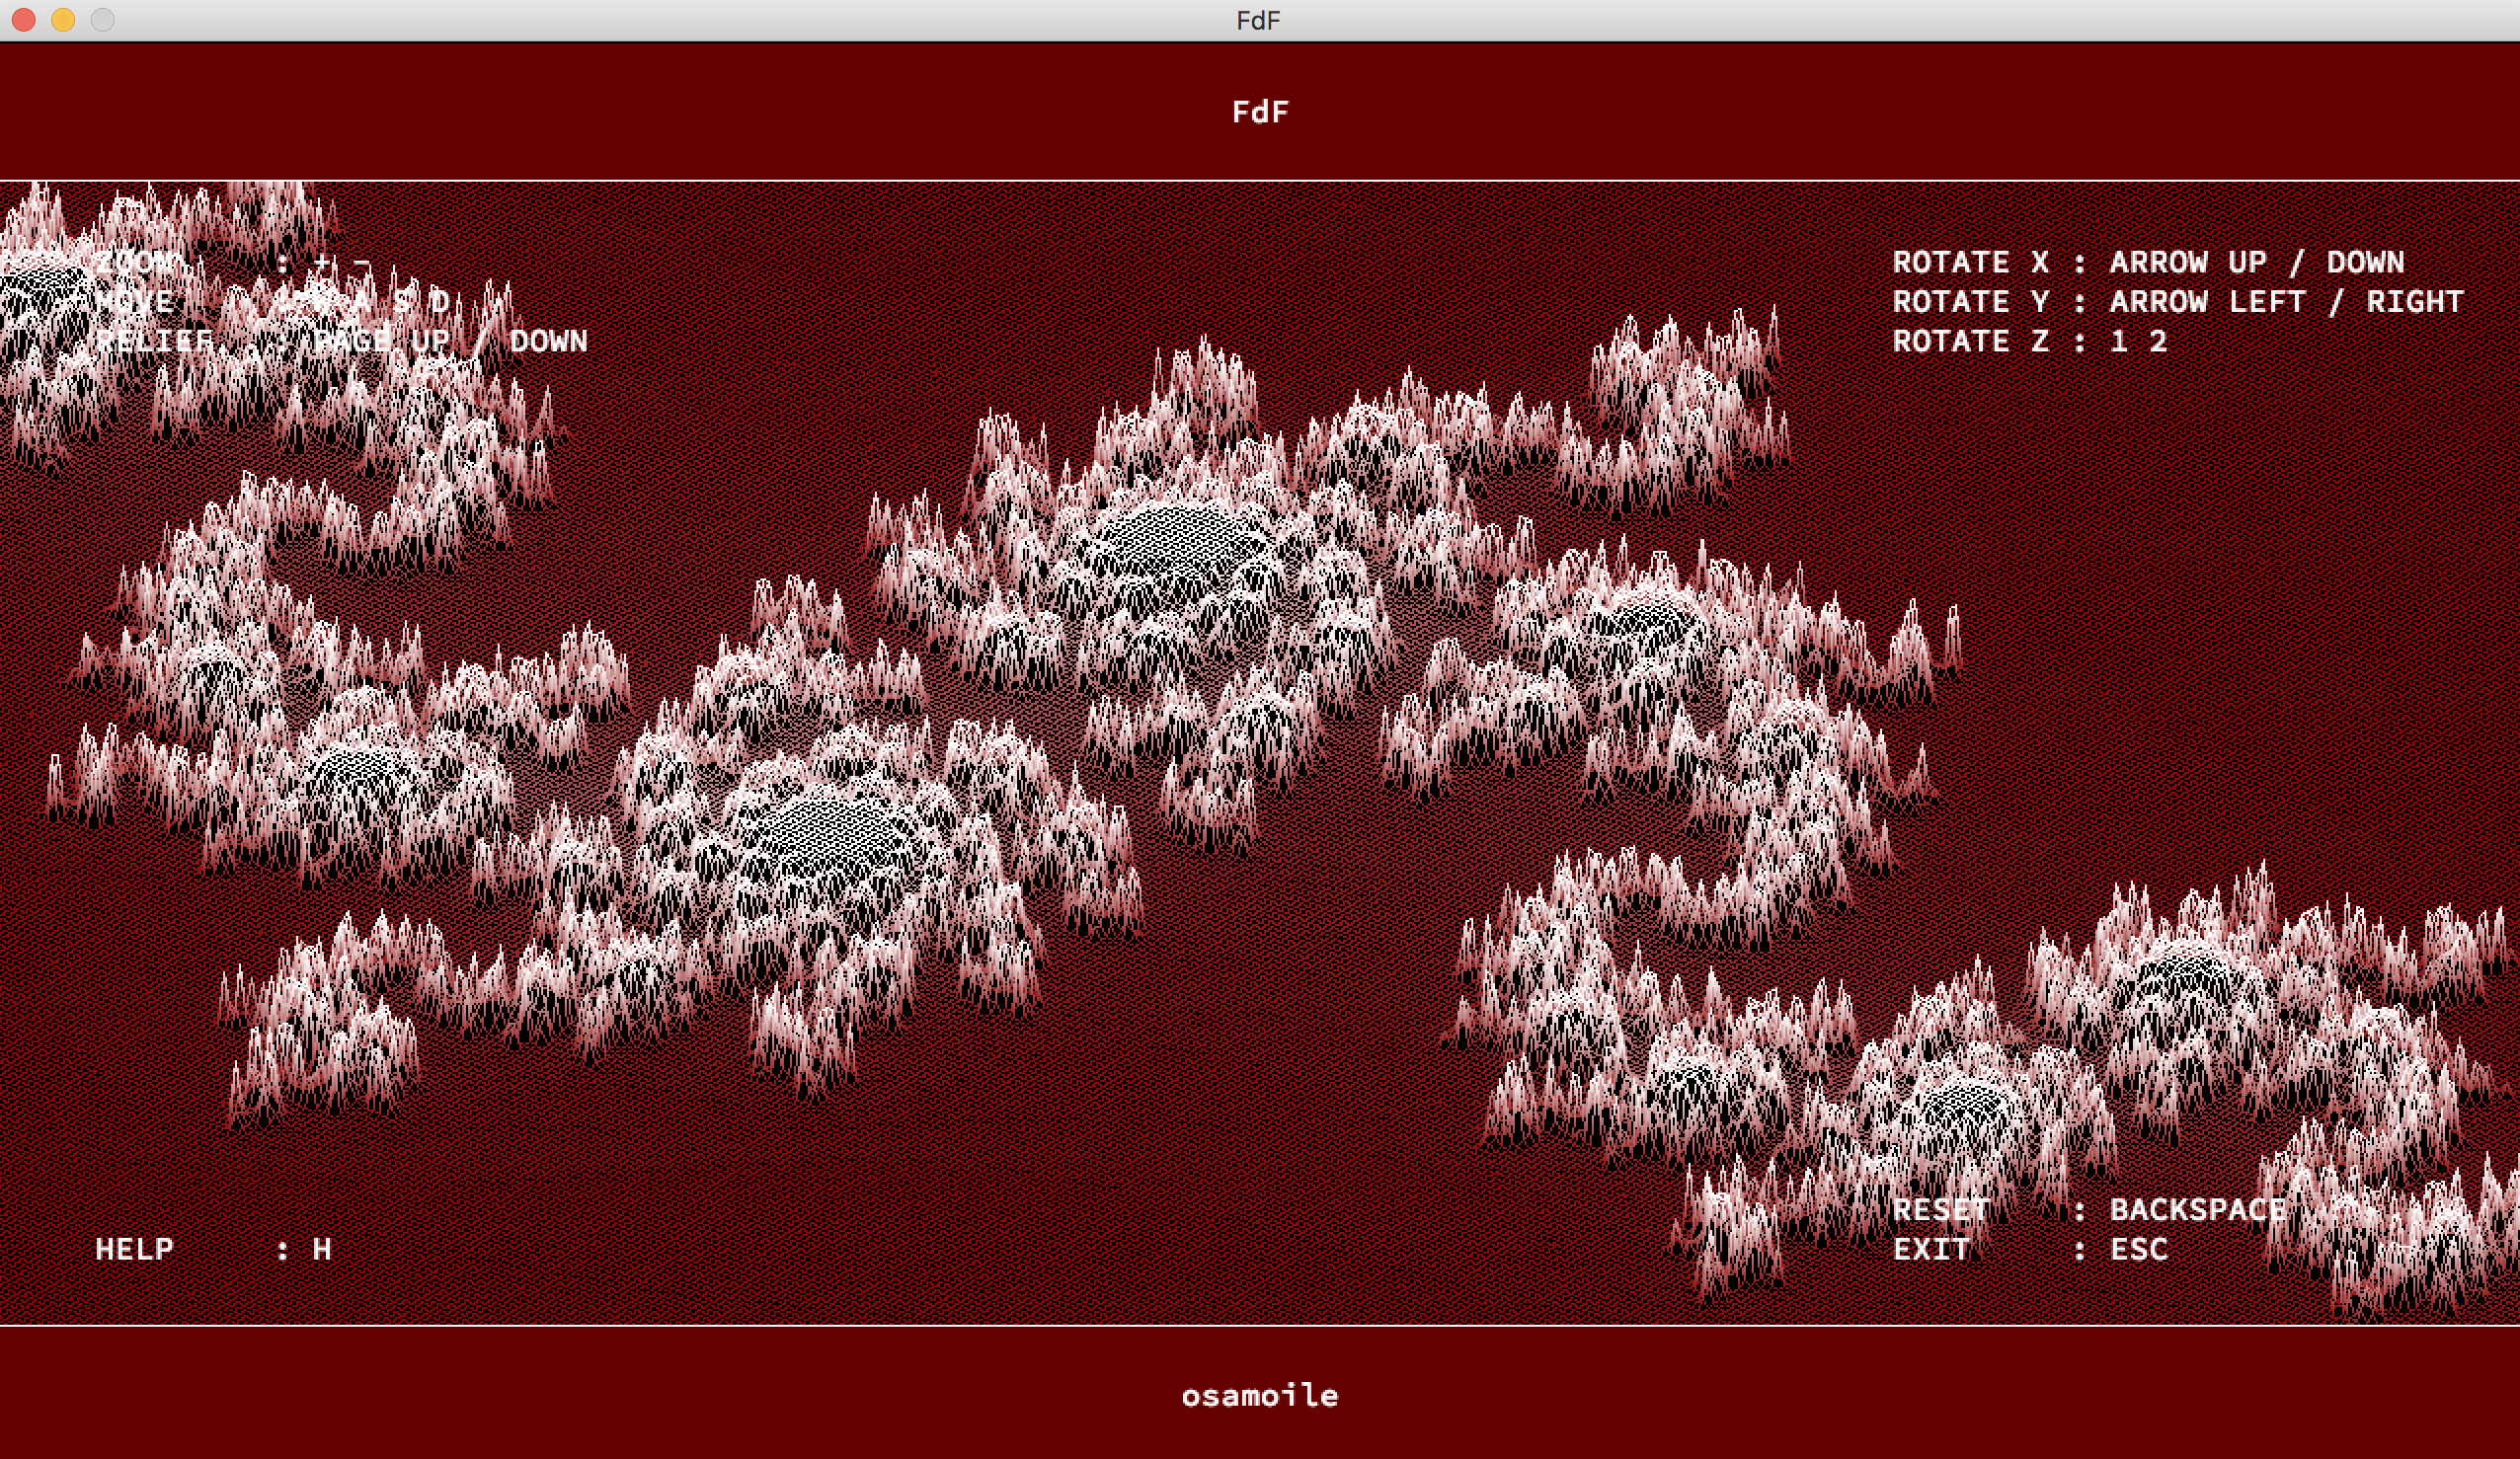 FdF
FdF
ZOOM : + -
MOVE : W A S D
RELIEF : PAGE UP / DOWN
ROTATE X : ARROW UP / DOWN
ROTATE Y : ARROW LEFT / RIGHT
ROTATE Z : 1 2
HELP : H
RESET : BACKSPACE
EXIT : ESC
osamoile